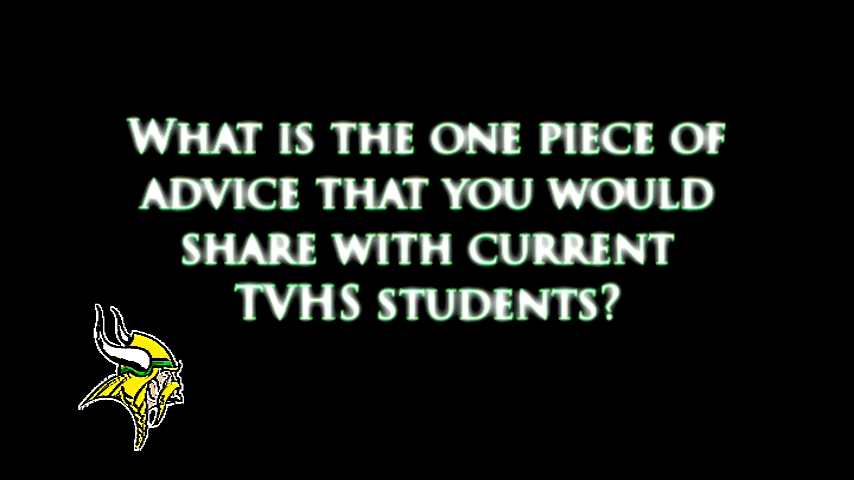 What is the one piece of
advice that you would
share with current
TVHS students?